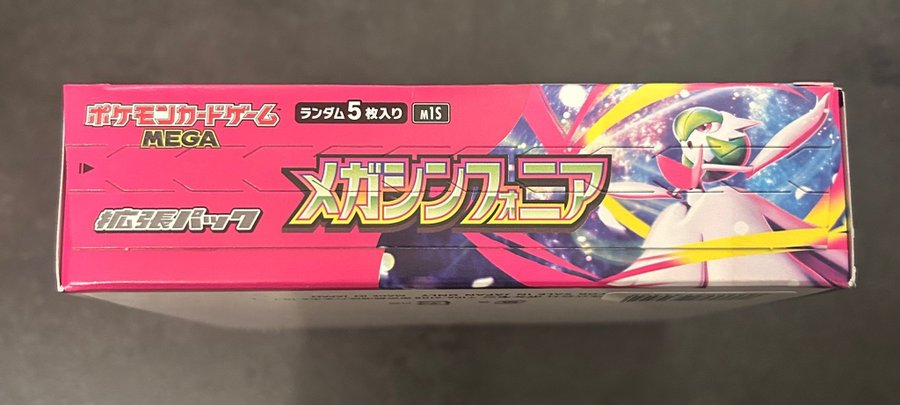 ポケモンカードゲーム
MEGA
ランダム5枚入り M1S
メガシンフォニア
拡張パック